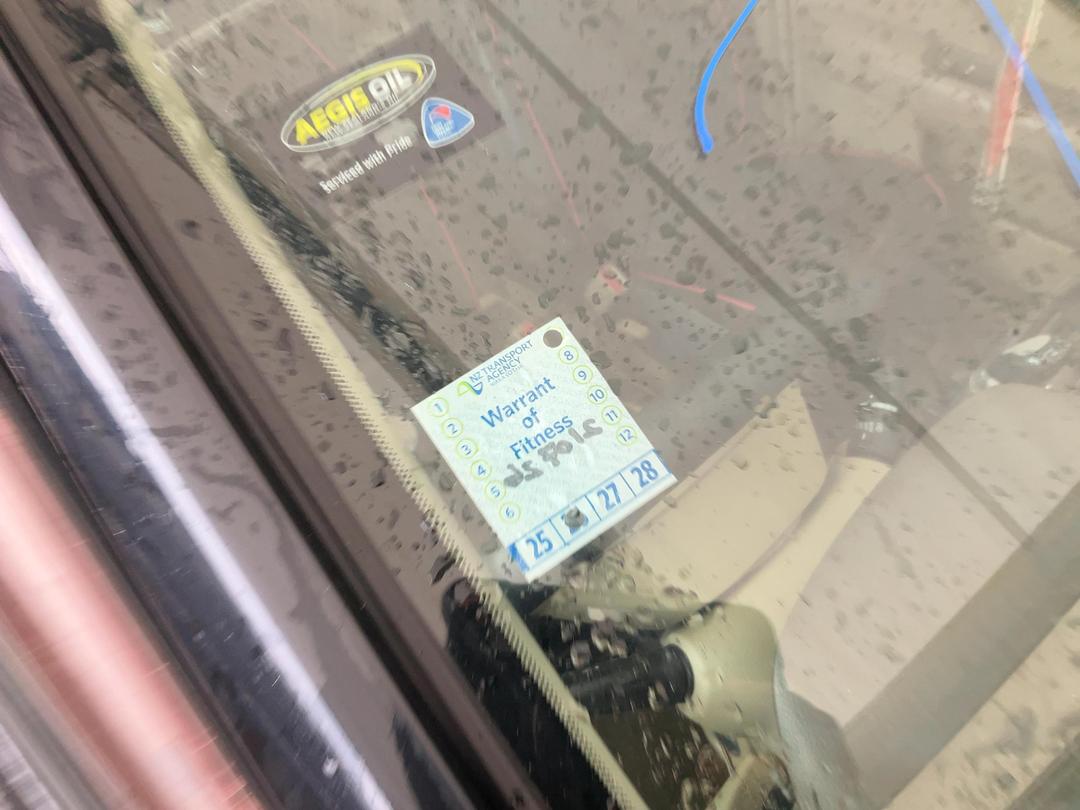 AEGIS OIL
Serviced with Pride
NZ TRANSPORT
AGENCY
Warrant
of
Fitness
1
2
3
4
5
6
8
9
10
11
12
25
27
28